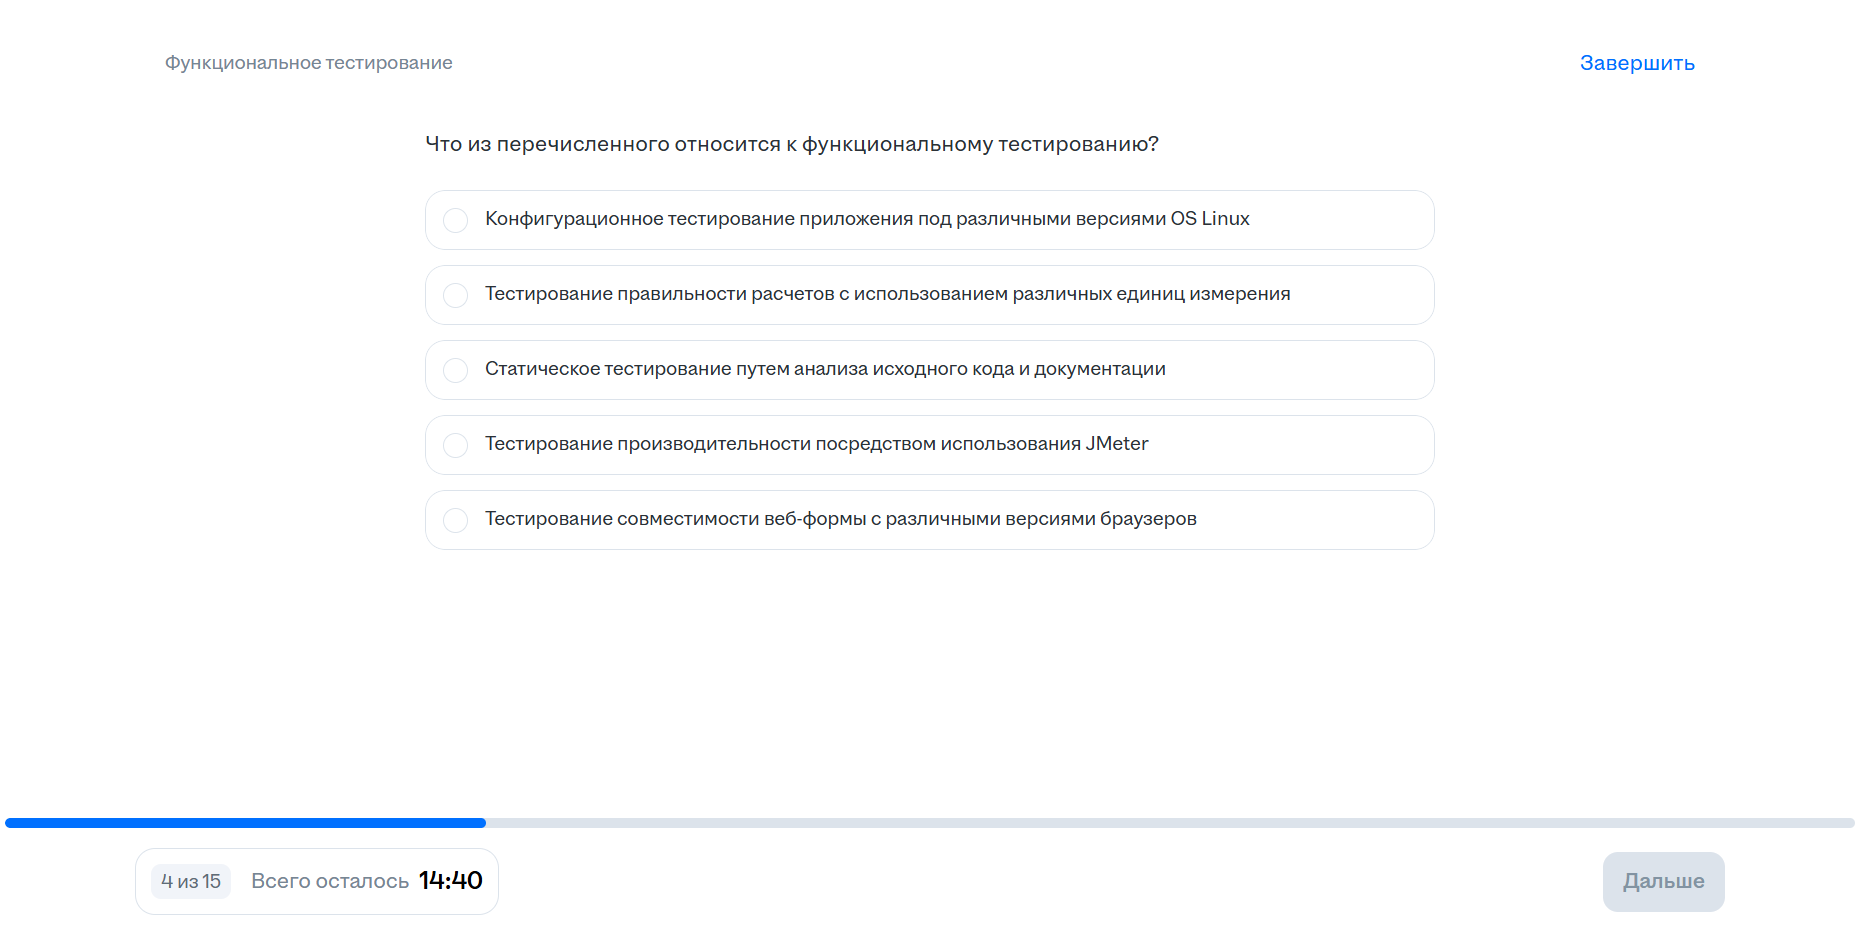 Функциональное тестирование
Завершить
Что из перечисленного относится к функциональному тестированию?
Конфигурационное тестирование приложения под различными версиями OS Linux
Тестирование правильности расчетов с использованием различных единиц измерения
Статическое тестирование путем анализа исходного кода и документации
Тестирование производительности посредством использования JMeter
Тестирование совместимости веб-формы с различными версиями браузеров
4 из 15
Всего осталось 14:40
Дальше